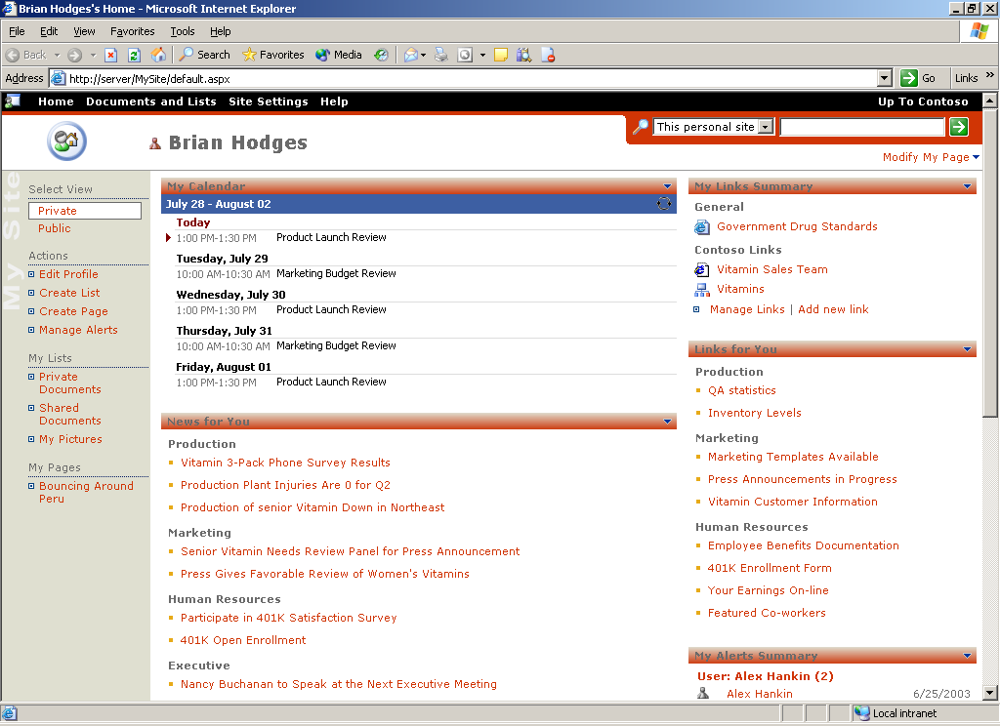 Brian Hodges's Home - Microsoft Internet Explorer
File Edit View Favorites Tools Help
Back Search Favorites Media
Address http://server/MySite/default.aspx Go Links »
Home Documents and Lists Site Settings Help Up To Contoso
Brian Hodges
This personal site
Modify My Page
My Site
Select View
Private
Public
Actions
Edit Profile
Create List
Create Page
Manage Alerts
My Lists
Private
Documents
Shared
Documents
My Pictures
My Pages
Bouncing Around
Peru
My Calendar
July 28 - August 02
Today
1:00 PM-1:30 PM Product Launch Review
Tuesday, July 29
10:00 AM-10:30 AM Marketing Budget Review
Wednesday, July 30
1:00 PM-1:30 PM Product Launch Review
Thursday, July 31
10:00 AM-10:30 AM Marketing Budget Review
Friday, August 01
1:00 PM-1:30 PM Product Launch Review
News for You
Production
Vitamin 3-Pack Phone Survey Results
Production Plant Injuries Are 0 for Q2
Production of senior Vitamin Down in Northeast
Marketing
Senior Vitamin Needs Review Panel for Press Announcement
Press Gives Favorable Review of Women's Vitamins
Human Resources
Participate in 401K Satisfaction Survey
401K Open Enrollment
Executive
Nancy Buchanan to Speak at the Next Executive Meeting
My Links Summary
General
Government Drug Standards
Contoso Links
Vitamin Sales Team
Vitamins
Manage Links | Add new link
Links for You
Production
QA statistics
Inventory Levels
Marketing
Marketing Templates Available
Press Announcements in Progress
Vitamin Customer Information
Human Resources
Employee Benefits Documentation
401K Enrollment Form
Your Earnings On-line
Featured Co-workers
My Alerts Summary
User: Alex Hankin (2)
Alex Hankin 6/25/2003
Local intranet